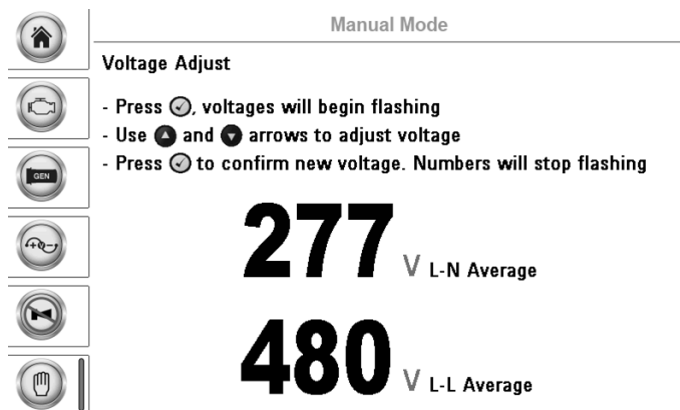 Manual Mode
Voltage Adjust
- Press ✓, voltages will begin flashing
- Use ▲ and ▼ arrows to adjust voltage
- Press ✓ to confirm new voltage. Numbers will stop flashing
GEN
277 V L-N Average
480 V L-L Average